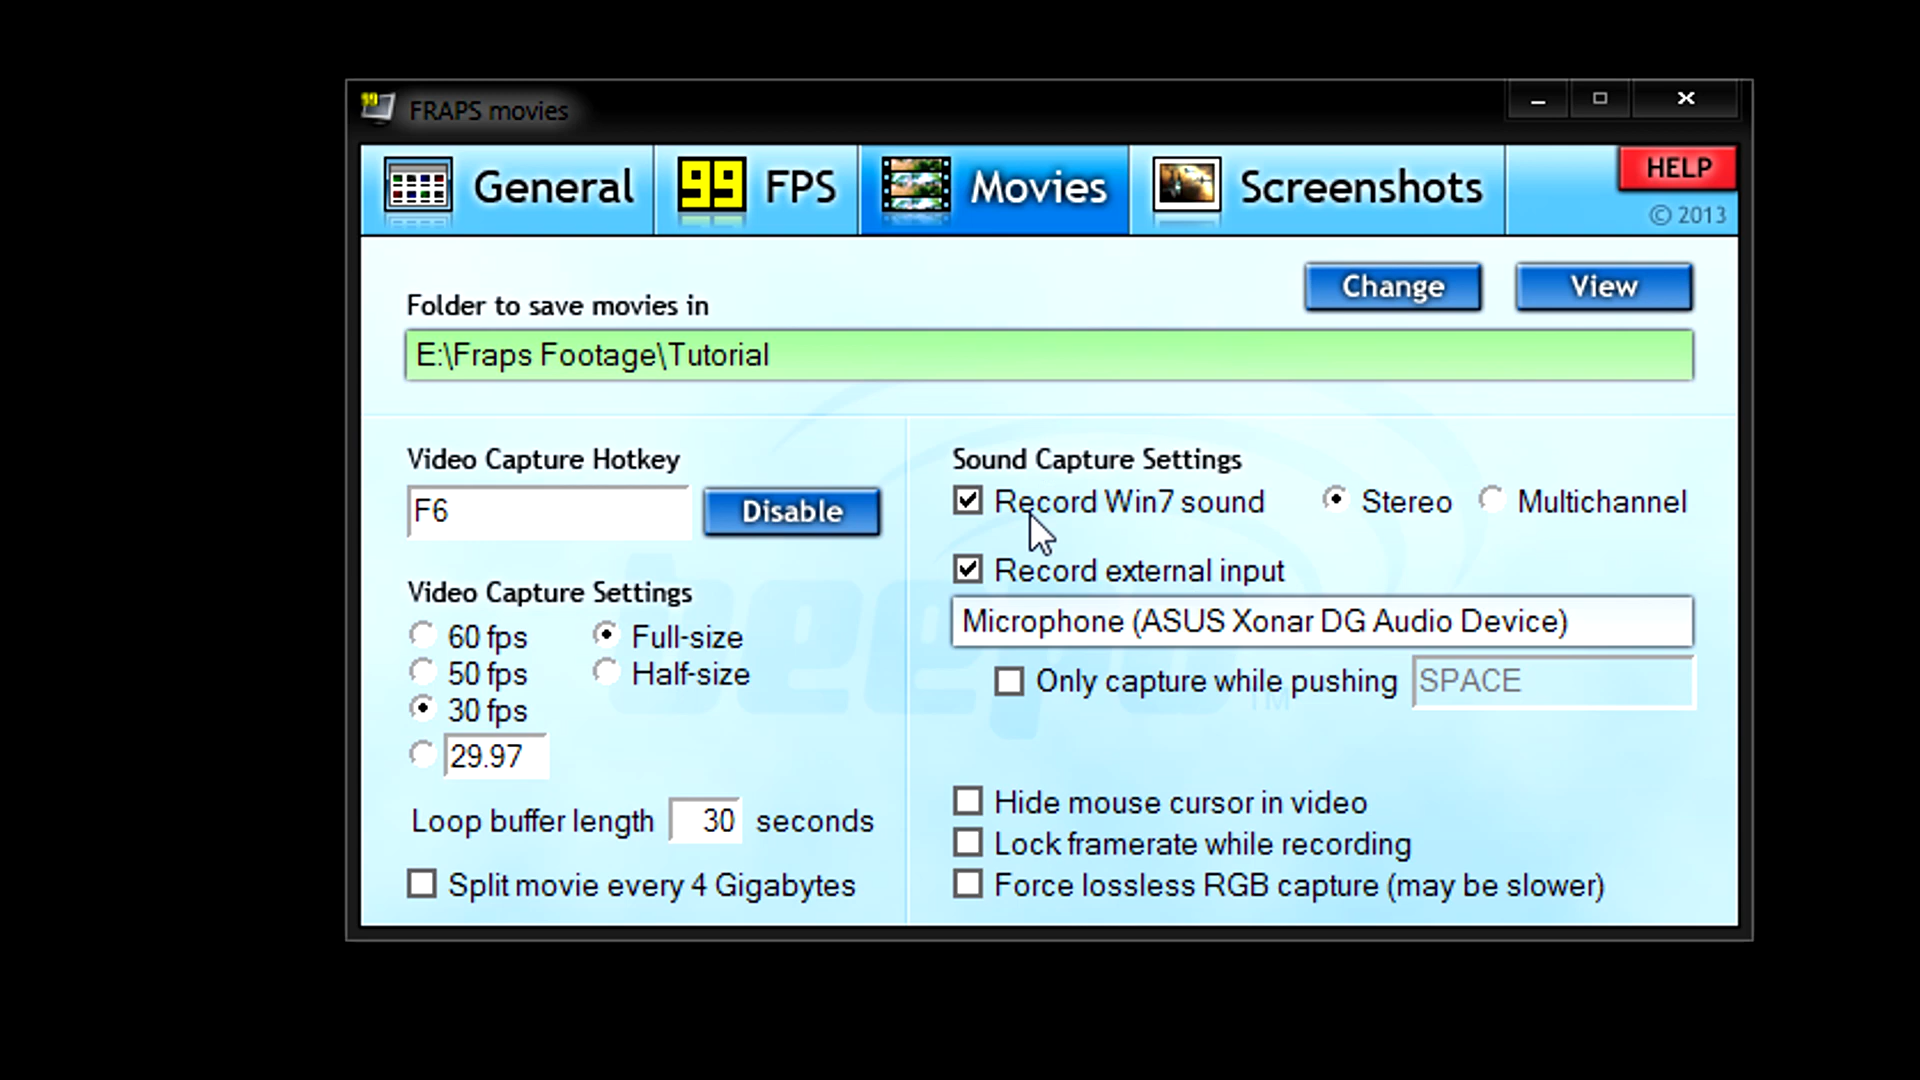 FRAPS movies
General
99 FPS
Movies
Screenshots
HELP
© 2013
Folder to save movies in
Change
View
E:\Fraps Footage\Tutorial
Video Capture Hotkey
F6
Disable
Video Capture Settings
60 fps
Full-size
50 fps
Half-size
30 fps
29.97
Loop buffer length 30 seconds
Split movie every 4 Gigabytes
Sound Capture Settings
Record Win7 sound
Stereo
Multichannel
Record external input
Microphone (ASUS Xonar DG Audio Device)
Only capture while pushing SPACE
beepa TM
Hide mouse cursor in video
Lock framerate while recording
Force lossless RGB capture (may be slower)